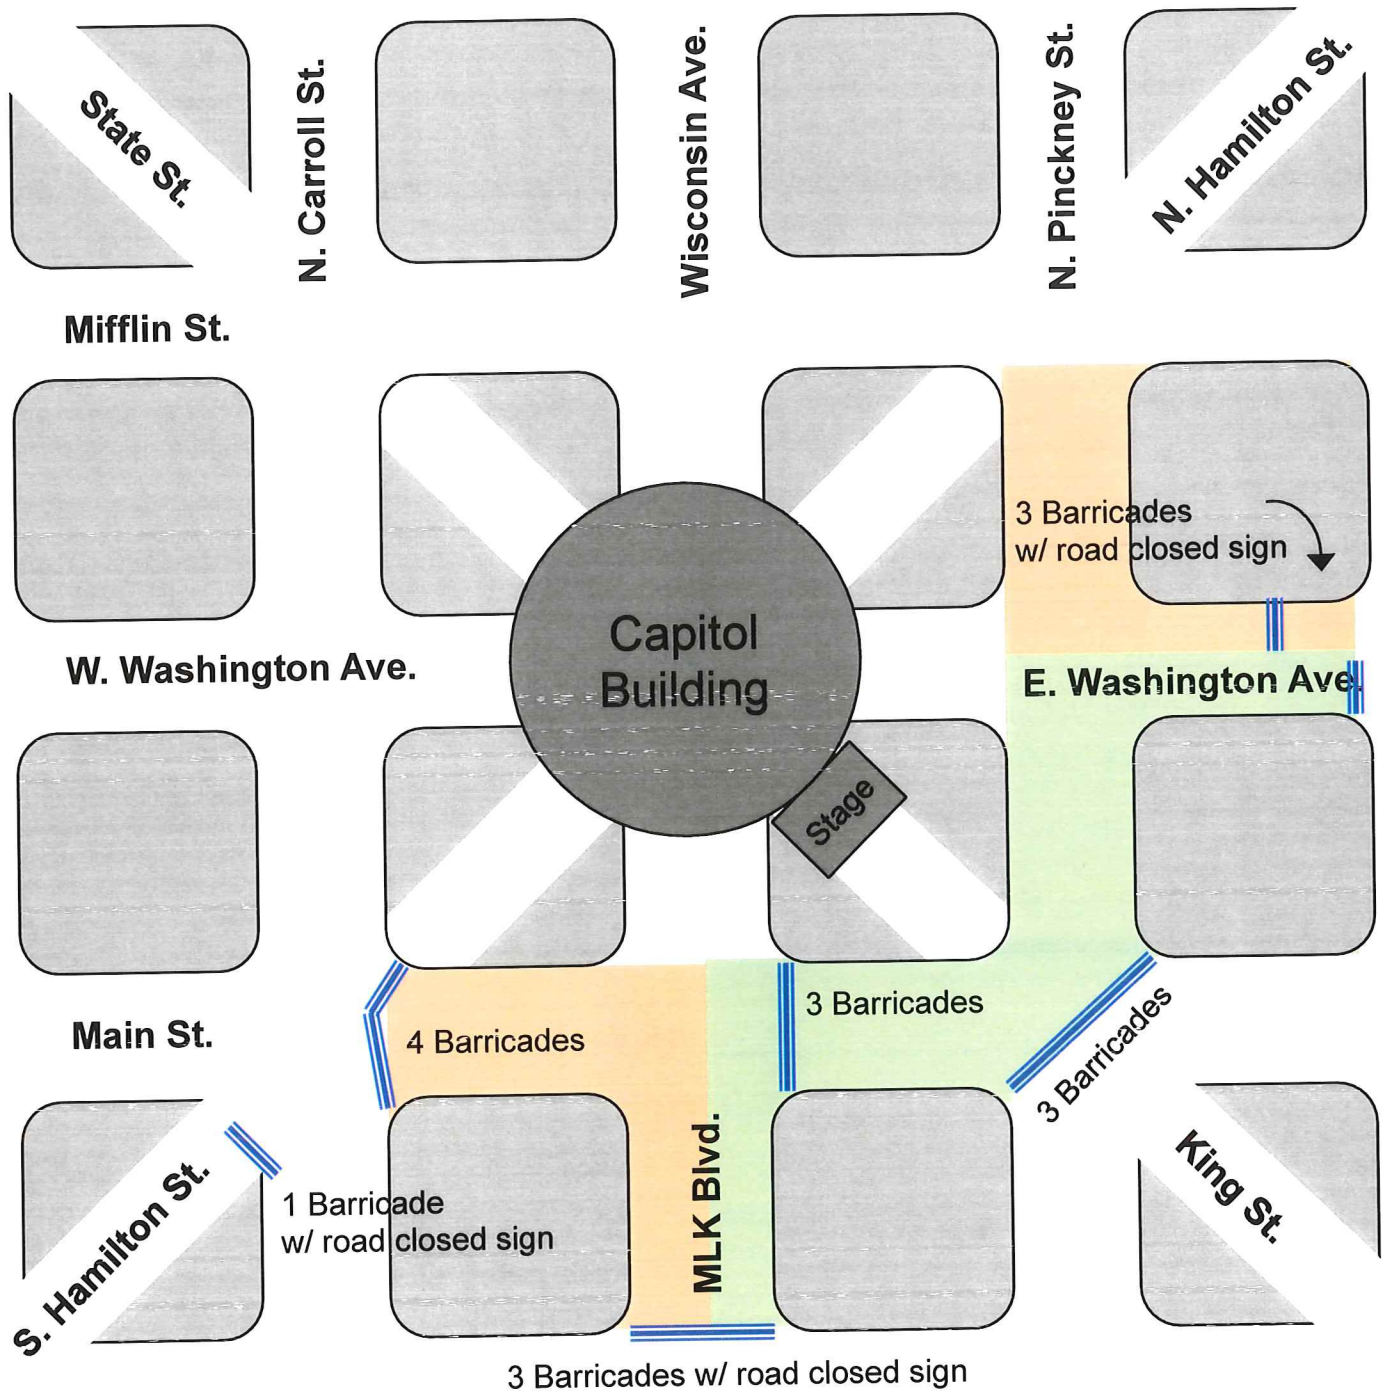 State St.
N. Carroll St.
Wisconsin Ave.
N. Pinckney St.
N. Hamilton St.
Mifflin St.
3 Barricades
w/ road closed sign
Capitol
Building
W. Washington Ave.
E. Washington Ave.
Stage
3 Barricades
Main St.
4 Barricades
3 Barricades
MLK Blvd.
King St.
S. Hamilton St.
1 Barricade
w/ road closed sign
3 Barricades w/ road closed sign